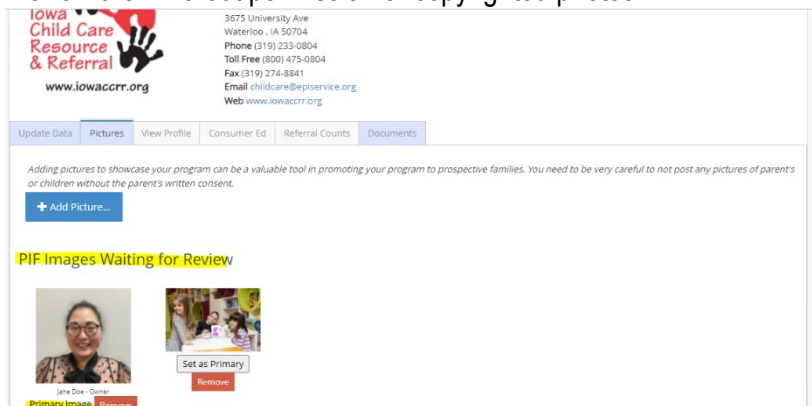 Iowa
Child Care
Resource
& Referral
www.iowaccrr.org
3675 University Ave
Waterloo , IA 50704
Phone (319) 233-0804
Toll Free (800) 475-0804
Fax (319) 274-8841
Email childcare@episervice.org
Web www.iowaccrr.org
Update Data Pictures View Profile Consumer Ed Referral Counts Documents
Adding pictures to showcase your program can be a valuable tool in promoting your program to prospective families. You need to be very careful to not post any pictures of parent's
or children without the parent's written consent.
+ Add Picture...
PIF Images Waiting for Review
Set as Primary
Remove
Jane Doe - Owner
Primary Image Remove